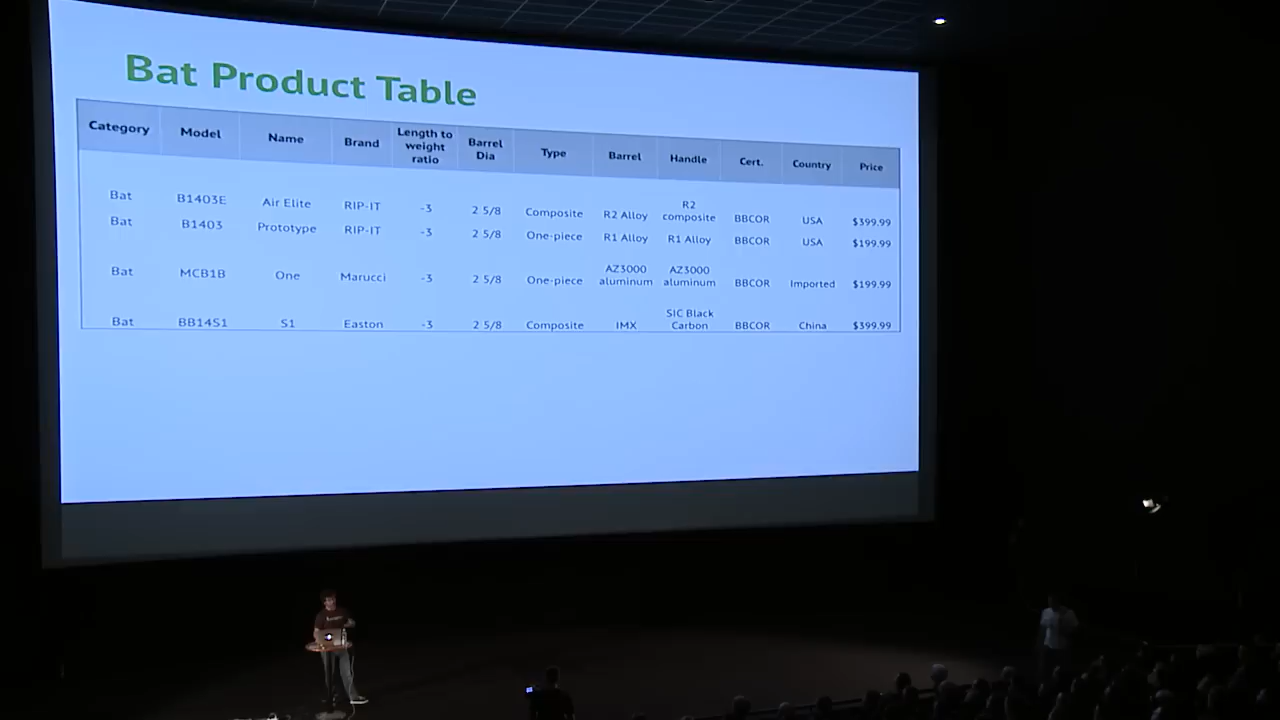 Bat Product Table
Category Model Name Brand Length to weight ratio Barrel Dia Type Barrel Handle Cert. Country Price
Bat B1403E Air Elite RIP-IT -3 2 5/8 Composite R2 Alloy R2 composite BBCOR USA $399.99
Bat B1403 Prototype RIP-IT -3 2 5/8 One-piece R1 Alloy R1 Alloy BBCOR USA $199.99
Bat MCB1B One Marucci -3 2 5/8 One-piece AZ3000 aluminum AZ3000 aluminum BBCOR Imported $199.99
Bat BB14S1 S1 Easton -3 2 5/8 Composite IMX SIC Black Carbon BBCOR China $399.99